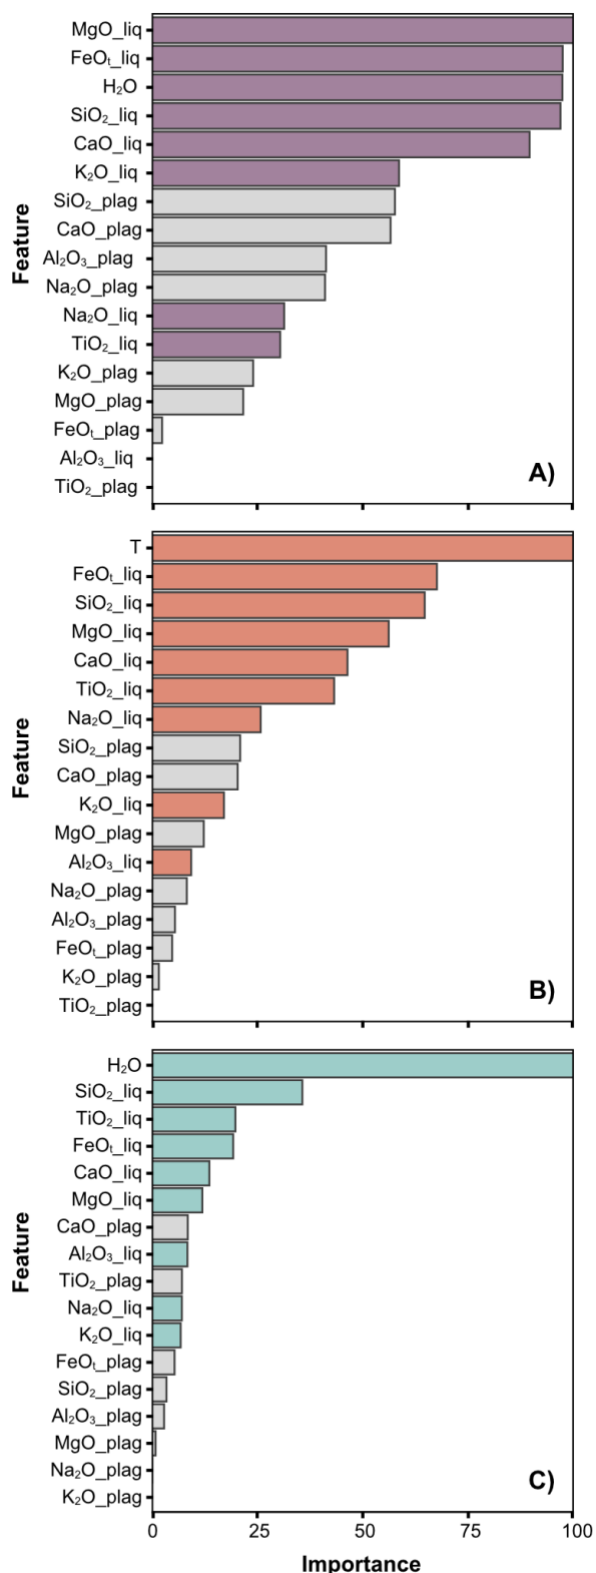 MgO_liq
FeOₜ_liq
H₂O
SiO₂_liq
CaO_liq
K₂O_liq
SiO₂_plag
CaO_plag
Al₂O₃_plag
Na₂O_plag
Na₂O_liq
TiO₂_liq
K₂O_plag
MgO_plag
FeOₜ_plag
Al₂O₃_liq
TiO₂_plag
Feature
A)
T
FeOₜ_liq
SiO₂_liq
MgO_liq
CaO_liq
TiO₂_liq
Na₂O_liq
SiO₂_plag
CaO_plag
K₂O_liq
MgO_plag
Al₂O₃_liq
Na₂O_plag
Al₂O₃_plag
FeOₜ_plag
K₂O_plag
TiO₂_plag
Feature
B)
H₂O
SiO₂_liq
TiO₂_liq
FeOₜ_liq
CaO_liq
MgO_liq
CaO_plag
Al₂O₃_liq
TiO₂_plag
Na₂O_liq
K₂O_liq
FeOₜ_plag
SiO₂_plag
Al₂O₃_plag
MgO_plag
Na₂O_plag
K₂O_plag
Feature
C)
0 25 50 75 100
Importance